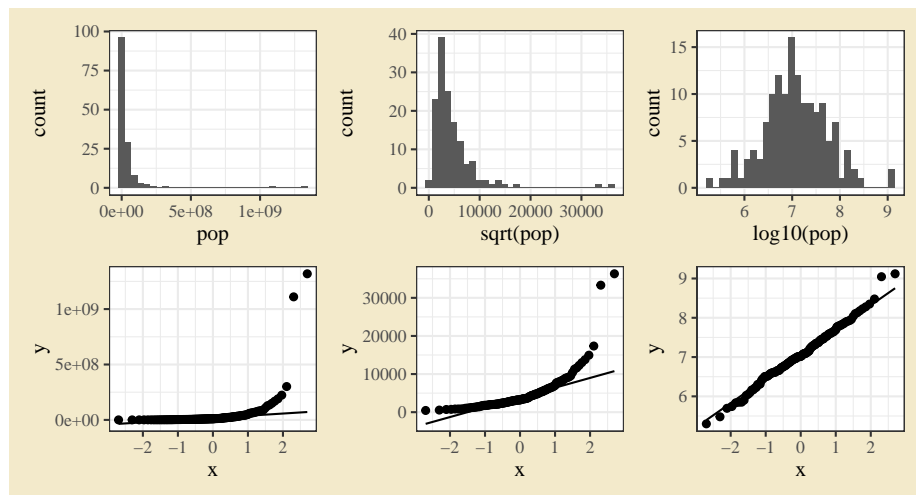 100
75
50
25
0
count
0e+00 5e+08 1e+09
pop
40
30
20
10
0
count
0 10000 20000 30000
sqrt(pop)
15
10
5
0
count
6 7 8 9
log10(pop)
1e+09
5e+08
0e+00
y
−2 −1 0 1 2
x
30000
20000
10000
0
y
−2 −1 0 1 2
x
9
8
7
6
y
−2 −1 0 1 2
x